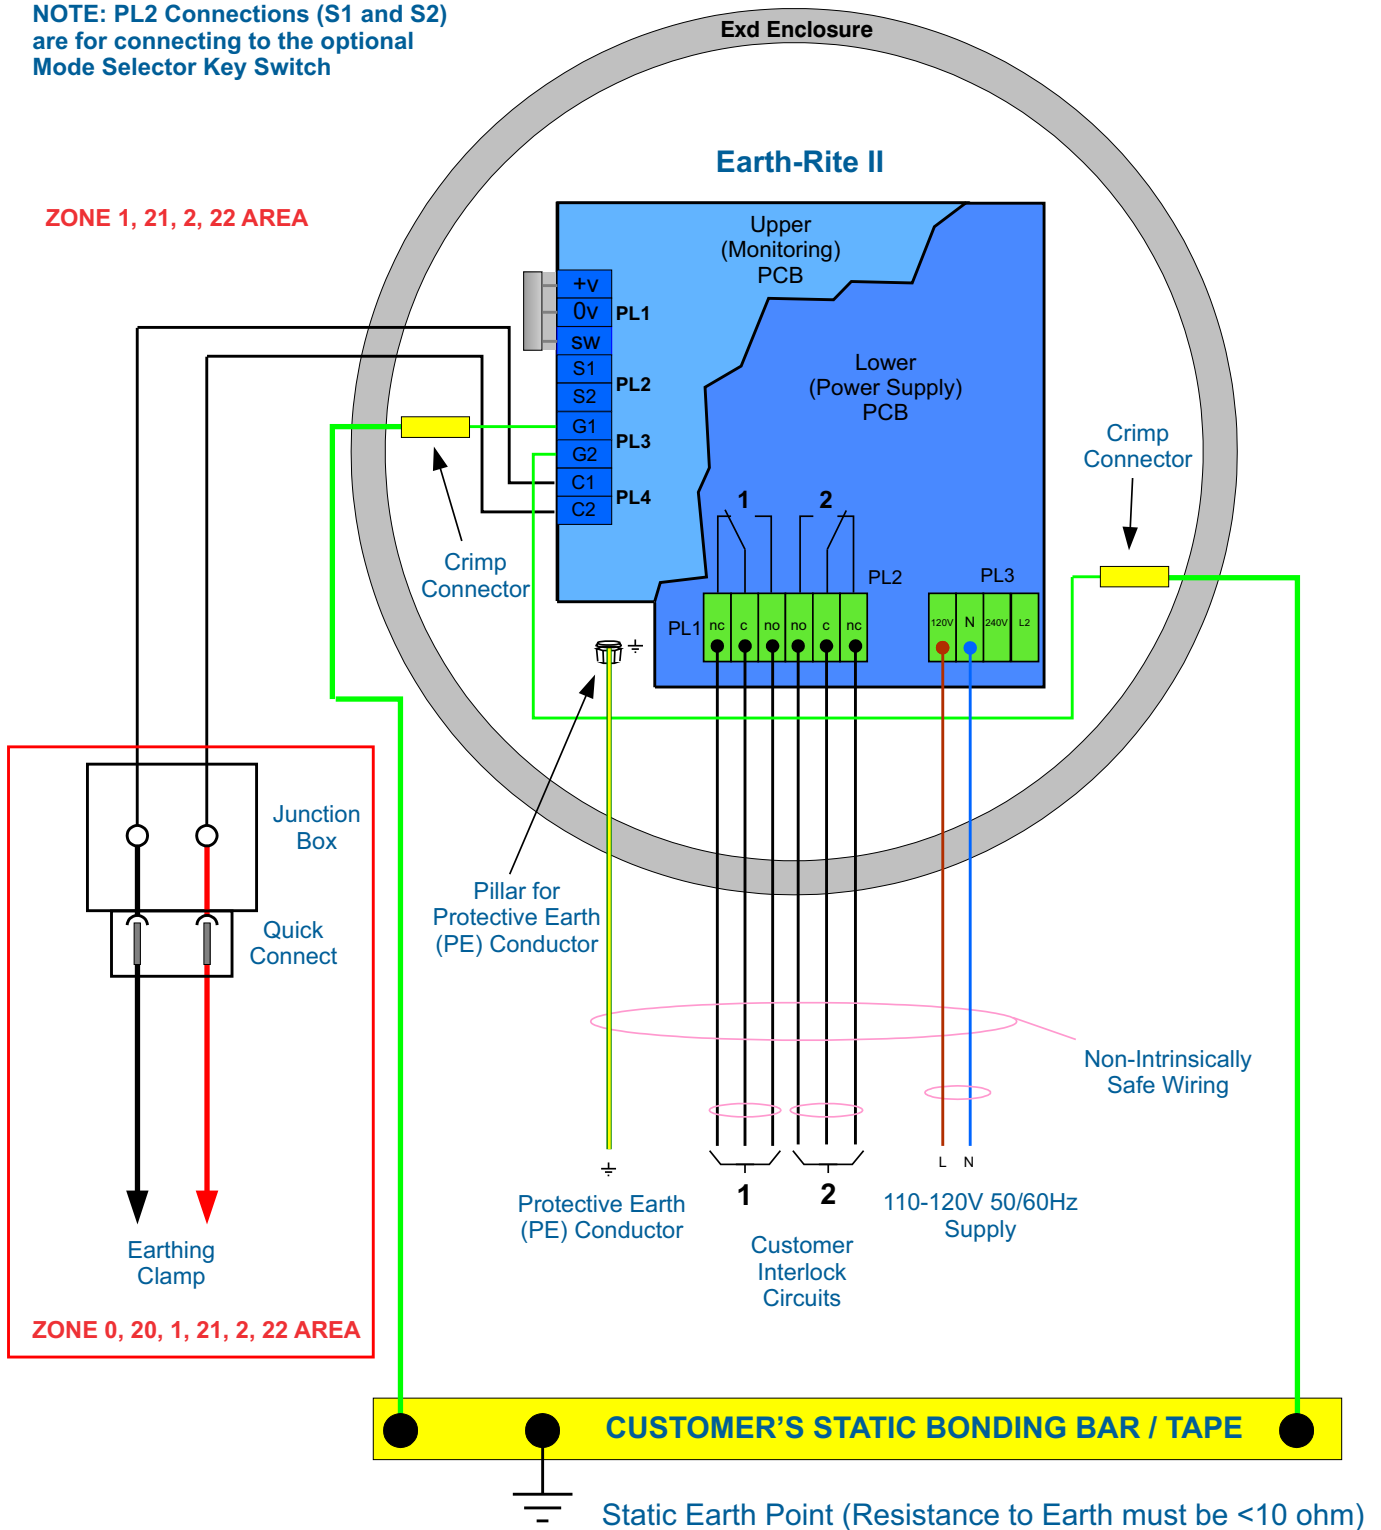 NOTE: PL2 Connections (S1 and S2)
are for connecting to the optional
Mode Selector Key Switch
Exd Enclosure
Earth-Rite II
ZONE 1, 21, 2, 22 AREA
Upper
(Monitoring)
PCB
+v
0v
PL1
sw
S1
PL2
S2
G1
PL3
G2
C1
PL4
C2
Lower
(Power Supply)
PCB
Crimp
Connector
Crimp
Connector
1
2
PL2
PL3
PL1
nc
c
no
no
c
nc
120V
N
240V
L2
Junction
Box
Quick
Connect
Pillar for
Protective Earth
(PE) Conductor
Non-Intrinsically
Safe Wiring
L
N
1
2
Protective Earth
(PE) Conductor
110-120V 50/60Hz
Supply
Customer
Interlock
Circuits
Earthing
Clamp
ZONE 0, 20, 1, 21, 2, 22 AREA
CUSTOMER’S STATIC BONDING BAR / TAPE
Static Earth Point (Resistance to Earth must be <10 ohm)